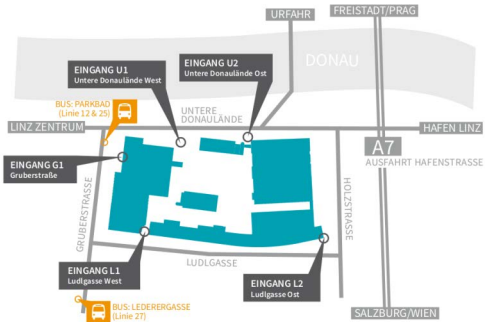 URFAHR
FREISTADT/PRAG
DONAU
EINGANG U1
Untere Donaulände West
EINGANG U2
Untere Donaulände Ost
BUS: PARKBAD
(Linie 12 & 25)
UNTERE
DONAULÄNDE
LINZ ZENTRUM
HAFEN LINZ
A7
AUSFAHRT HAFENSTRASSE
EINGANG G1
Gruberstraße
GRUBERSTRASSE
HOLZSTRASSE
LUDLGASSE
EINGANG L1
Ludlgasse West
EINGANG L2
Ludlgasse Ost
BUS: LEDERERGASSE
(Linie 27)
SALZBURG/WIEN